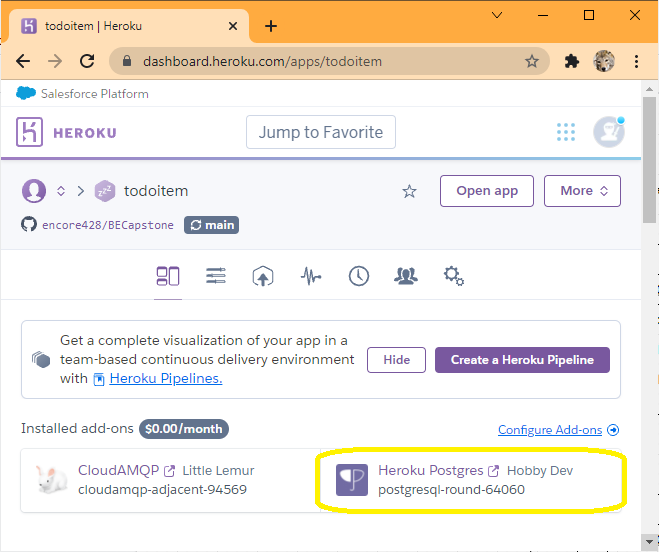 todoitem | Heroku
dashboard.heroku.com/apps/todoitem
Salesforce Platform
HEROKU
Jump to Favorite
todoitem
Open app
More
encore428/BECapstone
main
Get a complete visualization of your app in a
team-based continuous delivery environment
with Heroku Pipelines.
Hide
Create a Heroku Pipeline
Installed add-ons $0.00/month
Configure Add-ons
CloudAMQP Little Lemur
cloudamqp-adjacent-94569
Heroku Postgres Hobby Dev
postgresql-round-64060